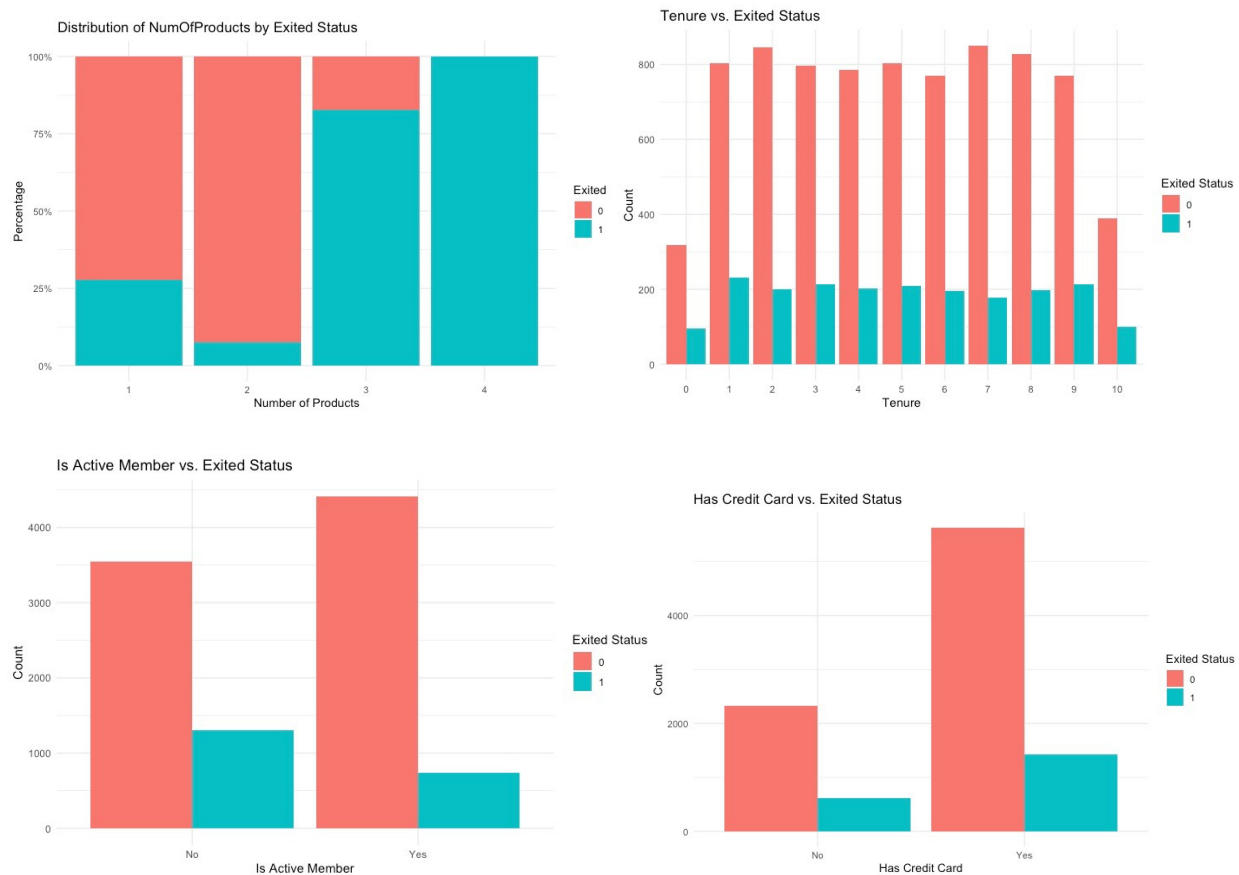 Distribution of NumOfProducts by Exited Status
100%
75%
50%
25%
0%
Percentage
1 2 3 4
Number of Products
Exited
0
1
Tenure vs. Exited Status
800
600
400
200
0
Count
0 1 2 3 4 5 6 7 8 9 10
Tenure
Exited Status
0
1
Is Active Member vs. Exited Status
4000
3000
2000
1000
0
Count
No Yes
Is Active Member
Exited Status
0
1
Has Credit Card vs. Exited Status
4000
2000
0
Count
No Yes
Has Credit Card
Exited Status
0
1